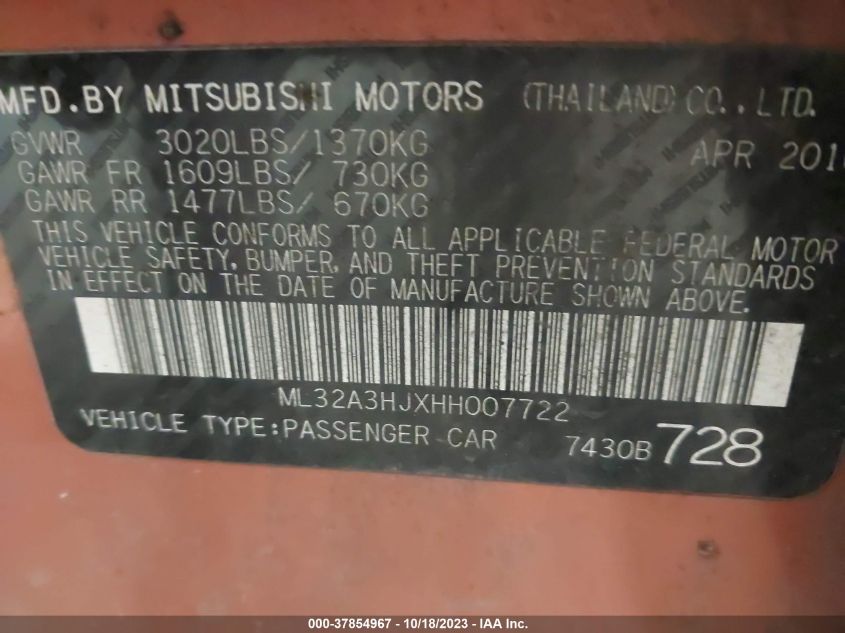 MFD.BY MITSUBISHI MOTORS (THAILAND) CO.,LTD.
GVWR 3020LBS/1370KG APR 201
GAWR FR 1609LBS/ 730KG
GAWR RR 1477LBS/ 670KG
THIS VEHICLE CONFORMS TO ALL APPLICABLE FEDERAL MOTOR
VEHICLE SAFETY, BUMPER, AND THEFT PREVENTION STANDARDS
IN EFFECT ON THE DATE OF MANUFACTURE SHOWN ABOVE.
ML32A3HJXHH007722
VEHICLE TYPE:PASSENGER CAR 7430B 728
000-37854967 - 10/18/2023 - IAA Inc.